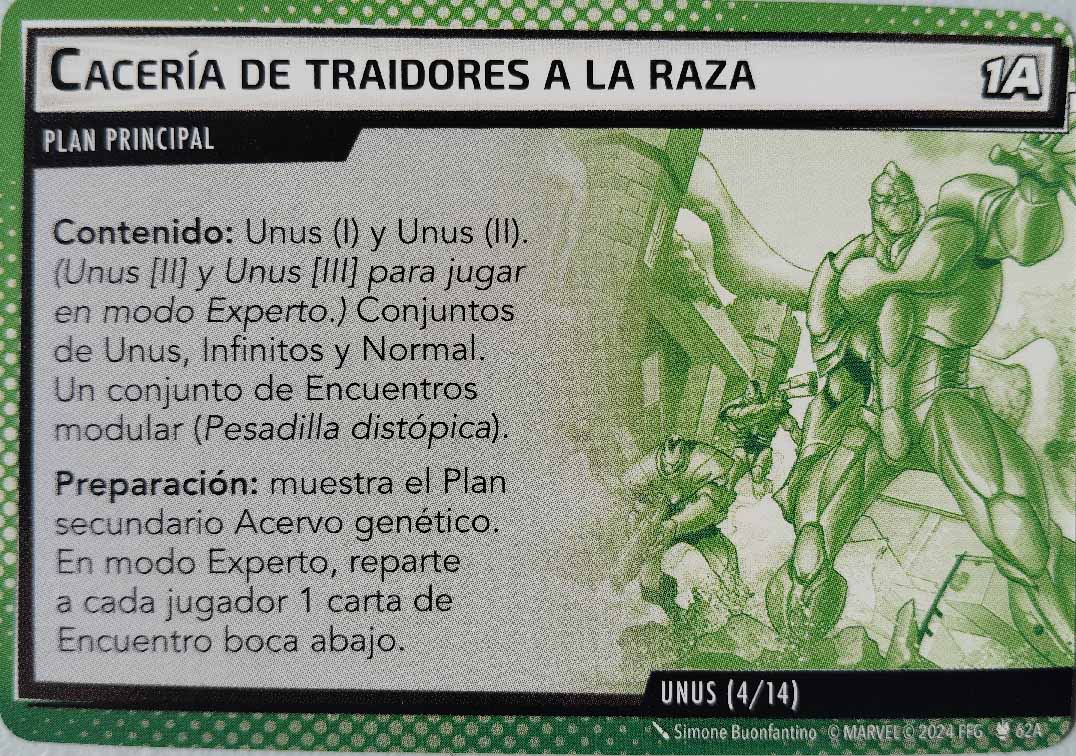 Cacería de traidores a la raza
1A
PLAN PRINCIPAL
Contenido: Unus (I) y Unus (II).
(Unus [II] y Unus [III] para jugar
en modo Experto.) Conjuntos
de Unus, Infinitos y Normal.
Un conjunto de Encuentros
modular (Pesadilla distópica).
Preparación: muestra el Plan
secundario Acervo genético.
En modo Experto, reparte
a cada jugador 1 carta de
Encuentro boca abajo.
UNUS (4/14)
Simone Buonfantino © MARVEL © 2024 FFG 62A